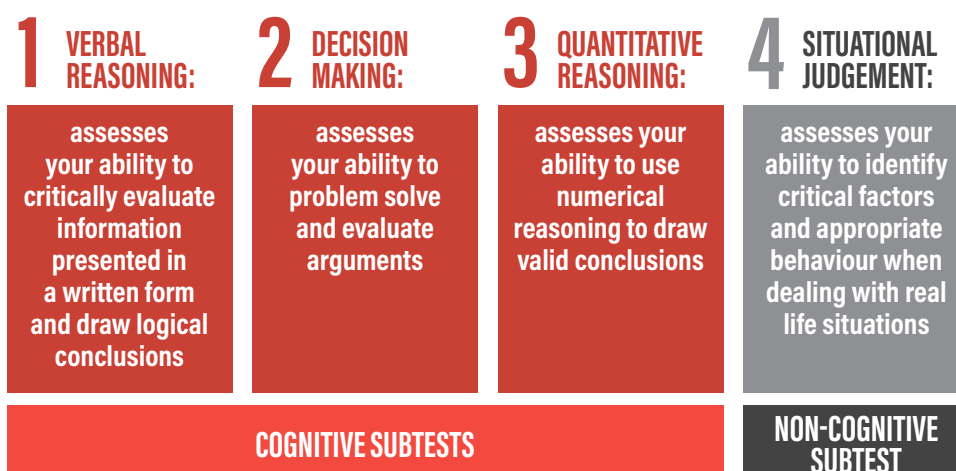 1 VERBAL
REASONING:
assesses
your ability to
critically evaluate
information
presented in
a written form
and draw logical
conclusions
2 DECISION
MAKING:
assesses
your ability to
problem solve
and evaluate
arguments
3 QUANTITATIVE
REASONING:
assesses your
ability to use
numerical
reasoning to draw
valid conclusions
4 SITUATIONAL
JUDGEMENT:
assesses your
ability to identify
critical factors
and appropriate
behaviour when
dealing with real
life situations
COGNITIVE SUBTESTS
NON-COGNITIVE
SUBTEST